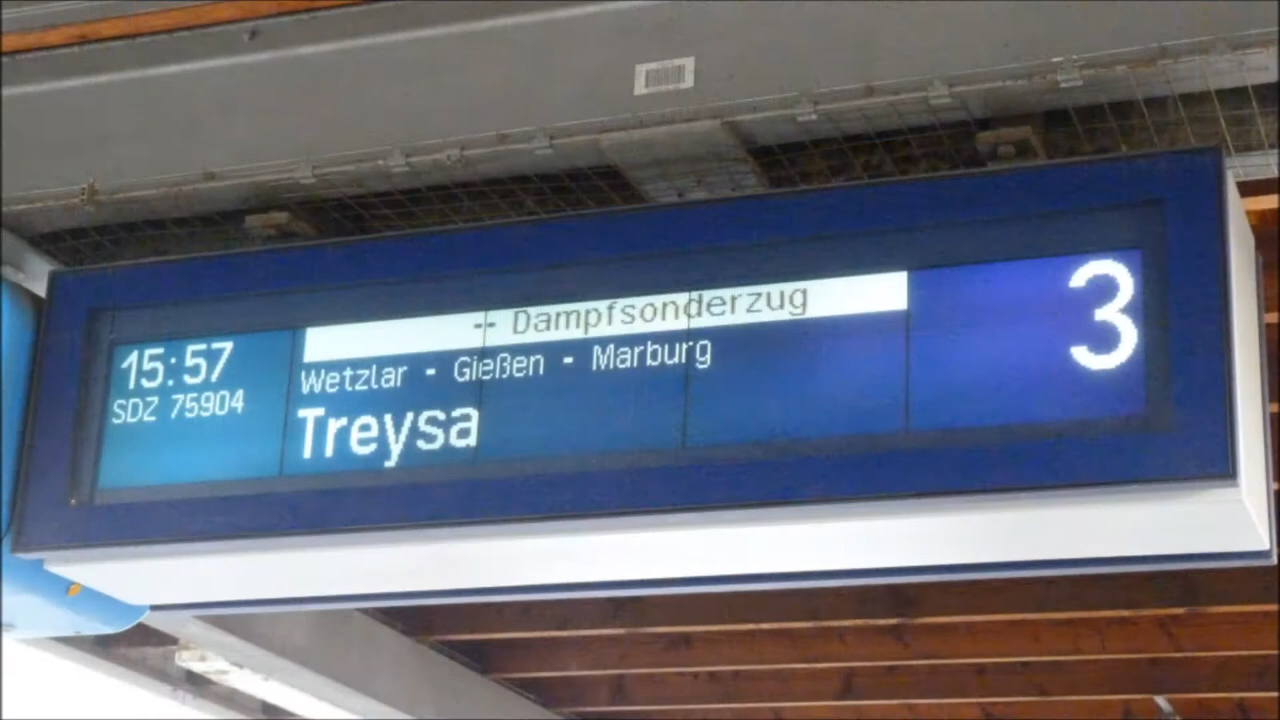 -- Dampfsonderzug
15:57
Wetzlar - Gießen - Marburg
SDZ 75904
Treysa
3